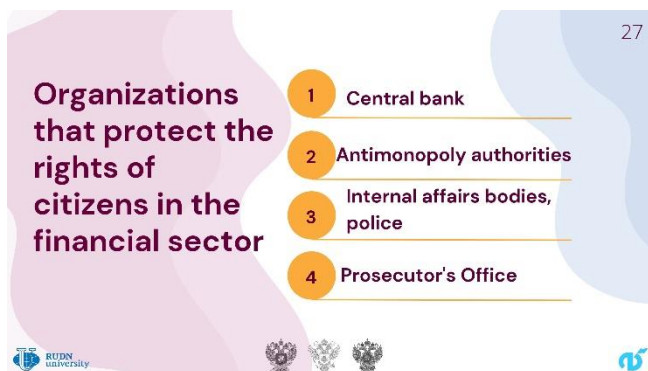 27
Organizations
that protect the
rights of
citizens in the
financial sector
1 Central bank
2 Antimonopoly authorities
3 Internal affairs bodies,
police
4 Prosecutor's Office
RUDN
university